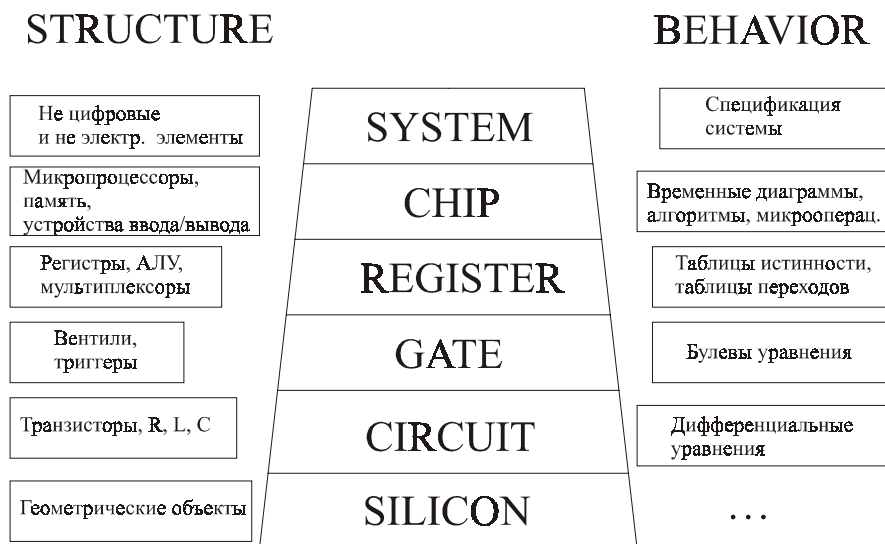 STRUCTURE
BEHAVIOR
Не цифровые
и не электр. элементы
SYSTEM
Спецификация
системы
Микропроцессоры,
память,
устройства ввода/вывода
CHIP
Временные диаграммы,
алгоритмы, микрооперац.
Регистры, АЛУ,
мультиплексоры
REGISTER
Таблицы истинности,
таблицы переходов
Вентили,
триггеры
GATE
Булевы уравнения
Транзисторы, R, L, C
CIRCUIT
Дифференциальные
уравнения
Геометрические объекты
SILICON
...